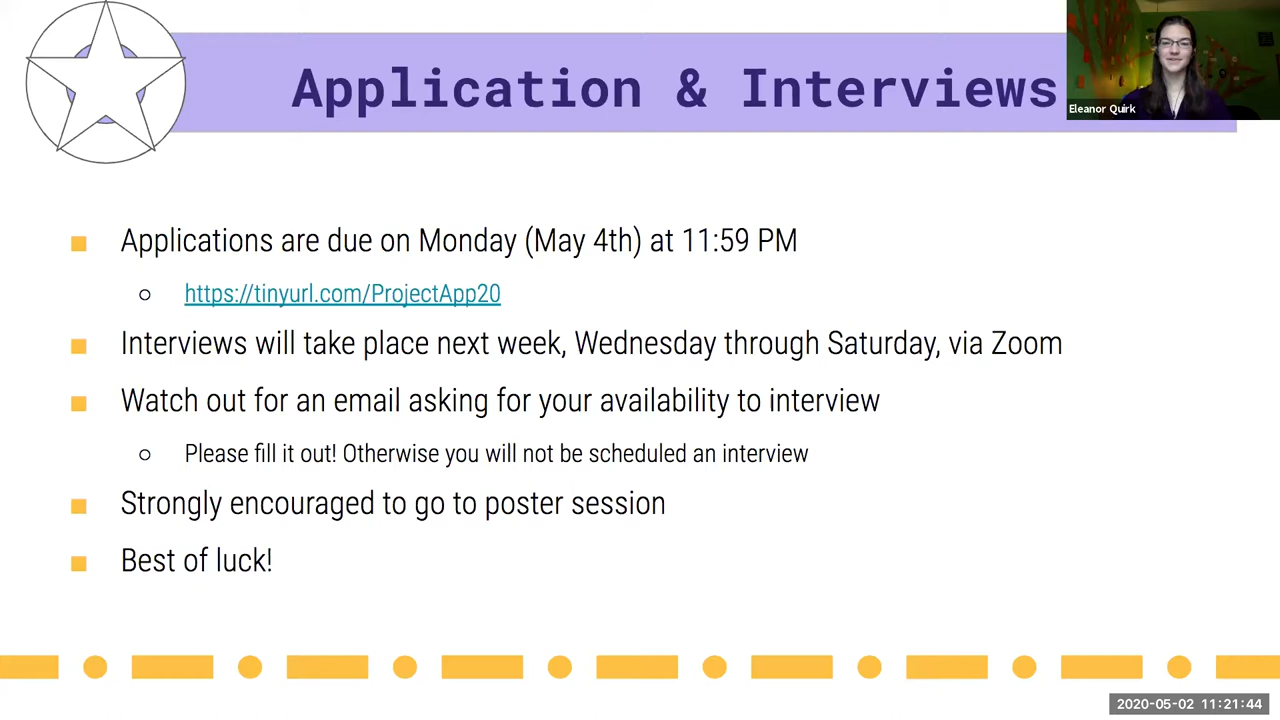 Application & Interviews
Eleanor Quirk
Applications are due on Monday (May 4th) at 11:59 PM
https://tinyurl.com/ProjectApp20
Interviews will take place next week, Wednesday through Saturday, via Zoom
Watch out for an email asking for your availability to interview
Please fill it out! Otherwise you will not be scheduled an interview
Strongly encouraged to go to poster session
Best of luck!
2020-05-02 11:21:44